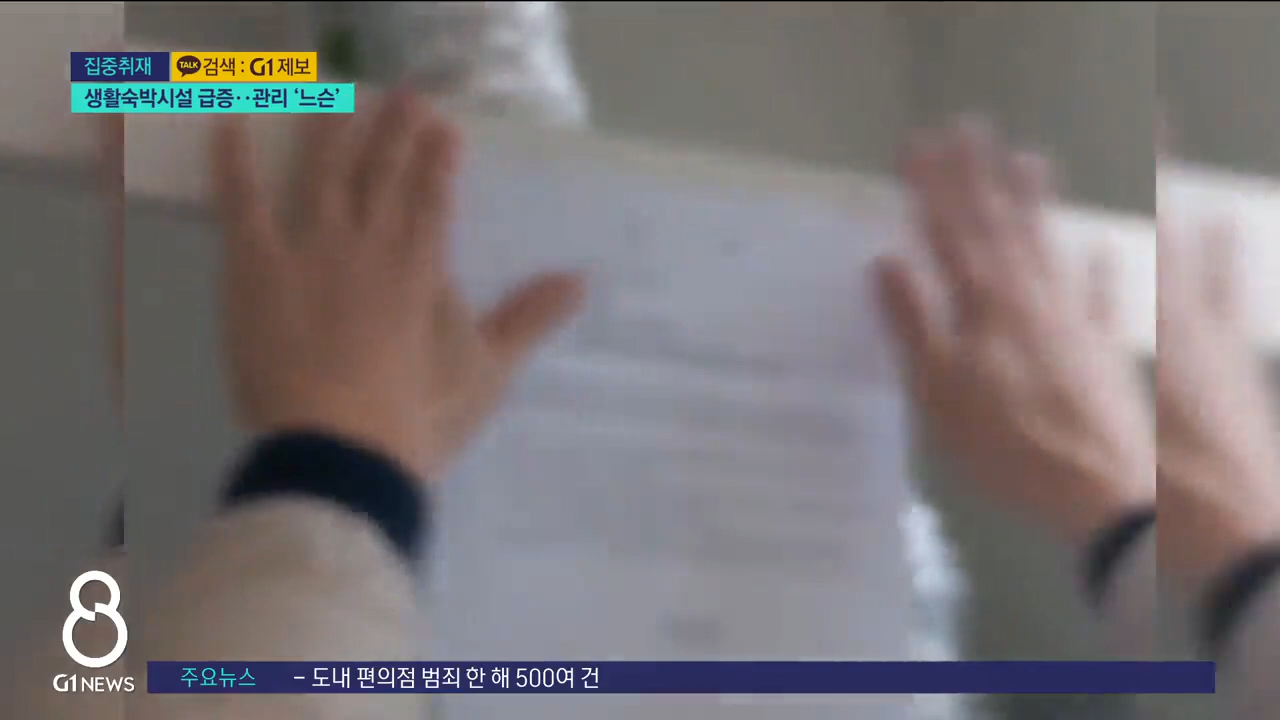 집중취재 TALK 검색 : G1제보
생활숙박시설 급증‥관리 ‘느슨’
8
G1 NEWS
주요뉴스 – 도내 편의점 범죄 한 해 500여 건